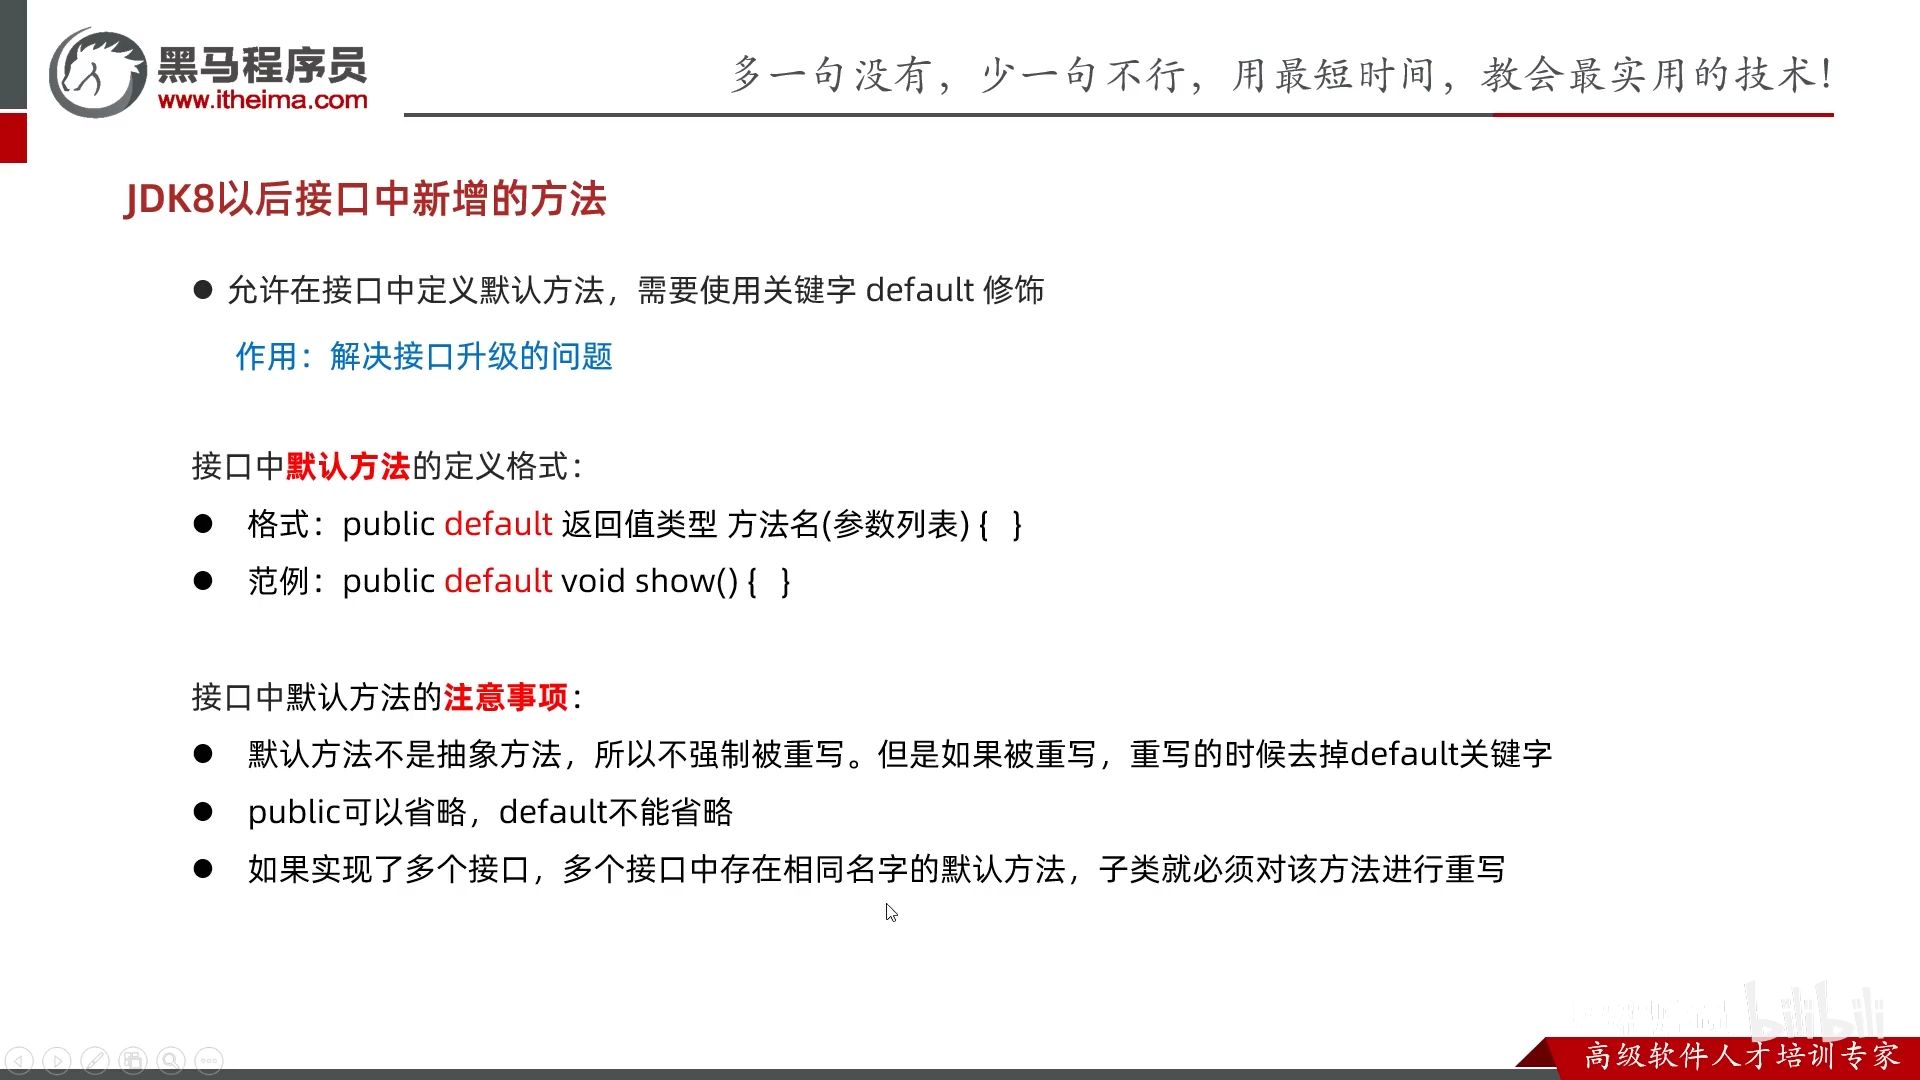 黑马程序员
www.itheima.com
多一句没有，少一句不行，用最短时间，教会最实用的技术！
JDK8以后接口中新增的方法
● 允许在接口中定义默认方法，需要使用关键字 default 修饰
作用：解决接口升级的问题
接口中默认方法的定义格式：
● 格式：public default 返回值类型 方法名(参数列表) { }
● 范例：public default void show() { }
接口中默认方法的注意事项：
● 默认方法不是抽象方法，所以不强制被重写。但是如果被重写，重写的时候去掉default关键字
● public可以省略，default不能省略
● 如果实现了多个接口，多个接口中存在相同名字的默认方法，子类就必须对该方法进行重写
bilibili
高级软件人才培训专家